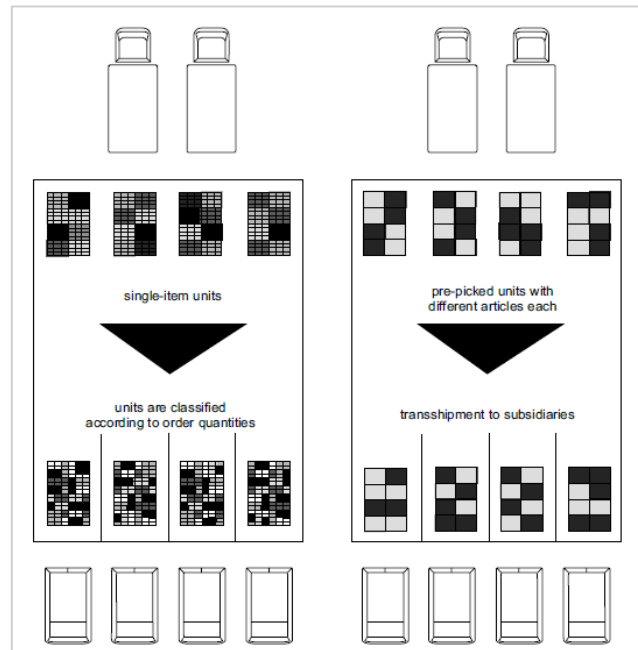 single-item units
pre-picked units with
different articles each
units are classified
according to order quantities
transshipment to subsidiaries